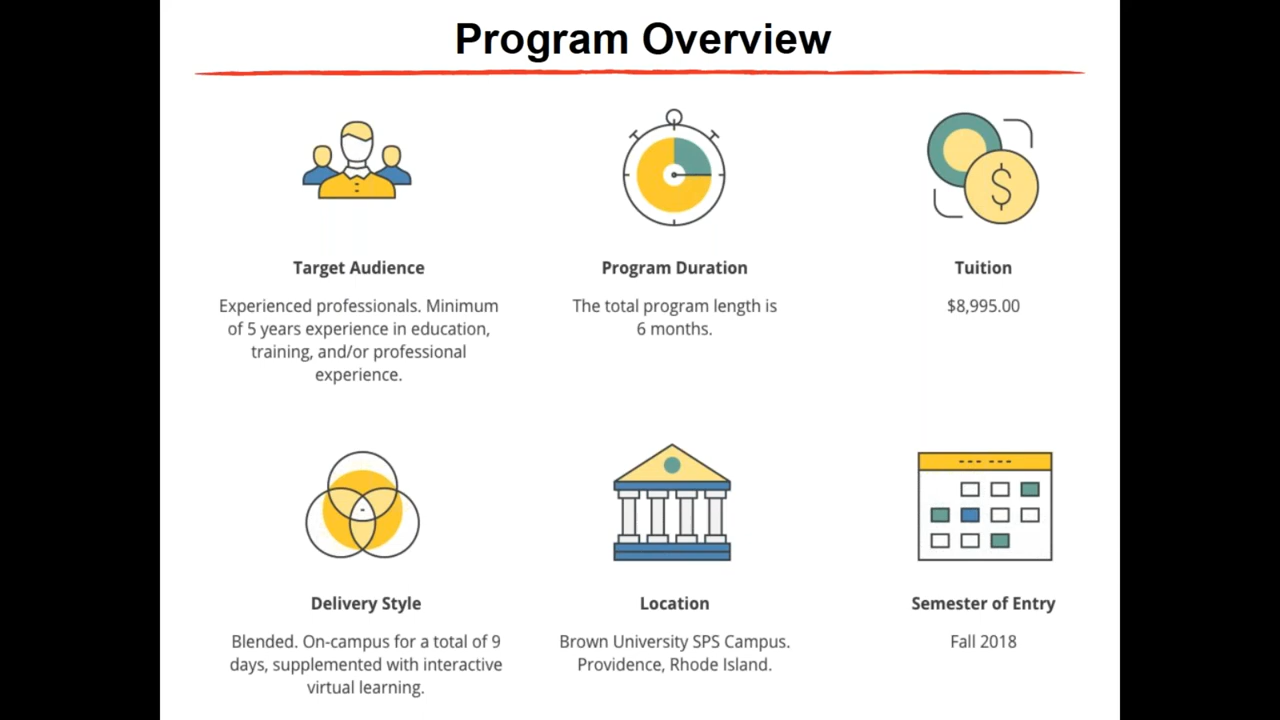 Program Overview
Target Audience
Experienced professionals. Minimum
of 5 years experience in education,
training, and/or professional
experience.
Program Duration
The total program length is
6 months.
Tuition
$8,995.00
Delivery Style
Blended. On-campus for a total of 9
days, supplemented with interactive
virtual learning.
Location
Brown University SPS Campus.
Providence, Rhode Island.
Semester of Entry
Fall 2018